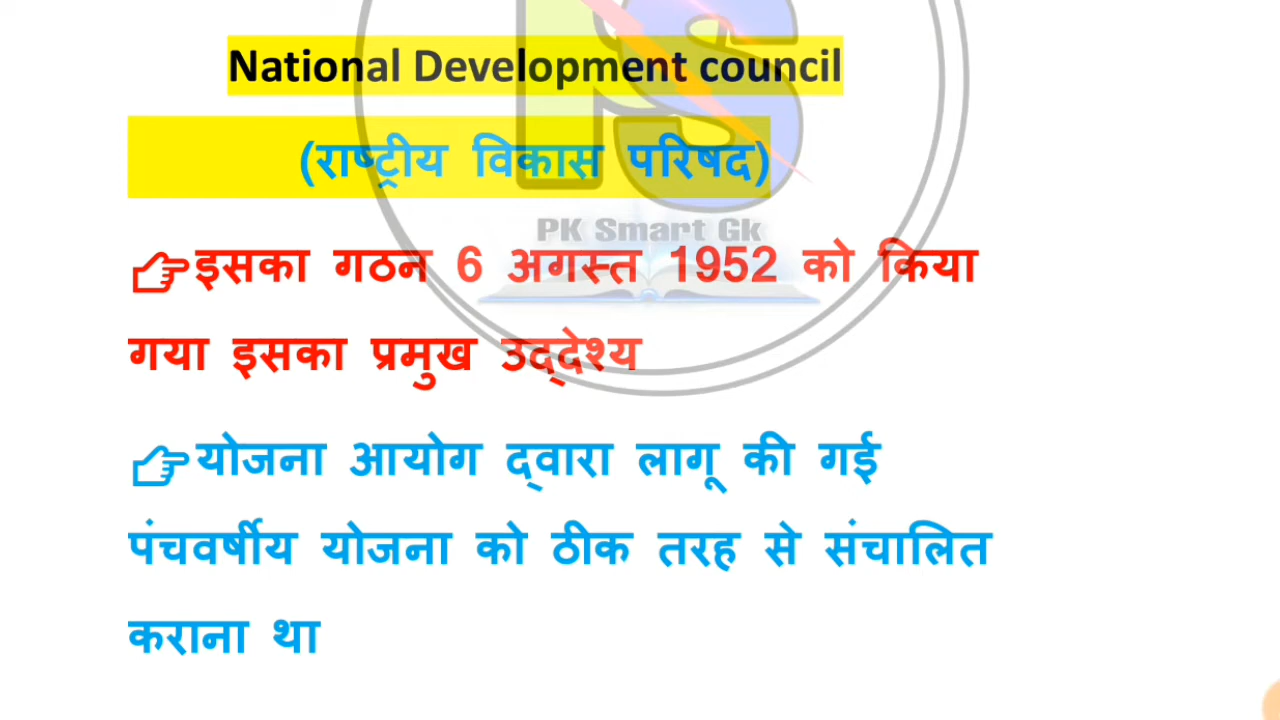 National Development council
(राष्ट्रीय विकास परिषद)
PK Smart Gk
👉इसका गठन 6 अगस्त 1952 को किया
गया इसका प्रमुख उद्देश्य
👉योजना आयोग द्वारा लागू की गई
पंचवर्षीय योजना को ठीक तरह से संचालित
कराना था